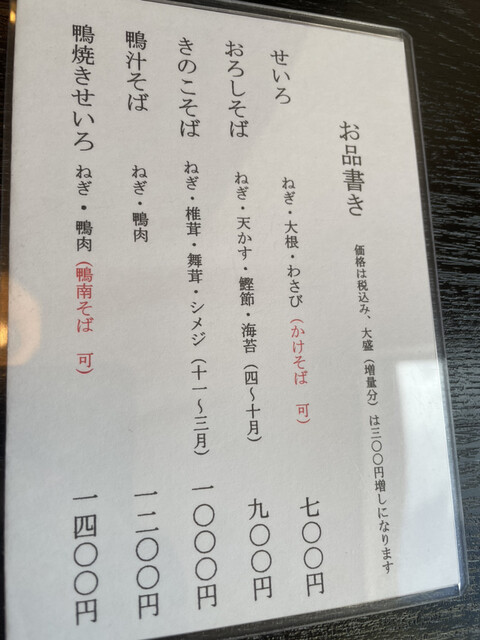 お品書き　価格は税込み、大盛（増量分）は三〇〇円増しになります
せいろ　ねぎ・大根・わさび（かけそば　可）　七〇〇円
おろしそば　ねぎ・天かす・鰹節・海苔（四〜十月）　九〇〇円
きのこそば　ねぎ・椎茸・舞茸・シメジ（十一〜三月）　一〇〇〇円
鴨汁そば　ねぎ・鴨肉　一二〇〇円
鴨焼きせいろ　ねぎ・鴨肉（鴨南そば　可）　一四〇〇円